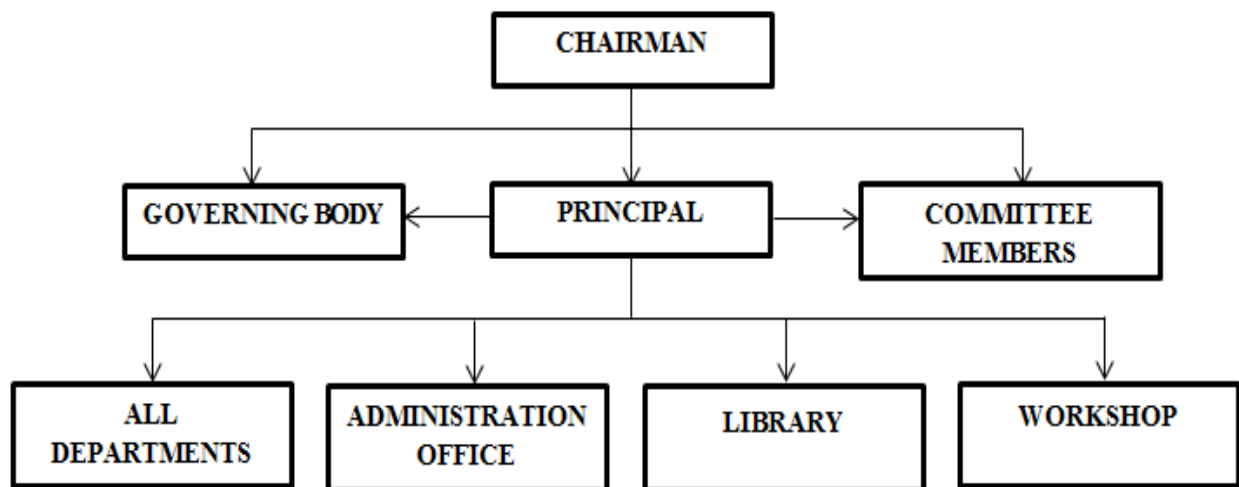 CHAIRMAN
GOVERNING BODY
PRINCIPAL
COMMITTEE
MEMBERS
ALL
DEPARTMENTS
ADMINISTRATION
OFFICE
LIBRARY
WORKSHOP